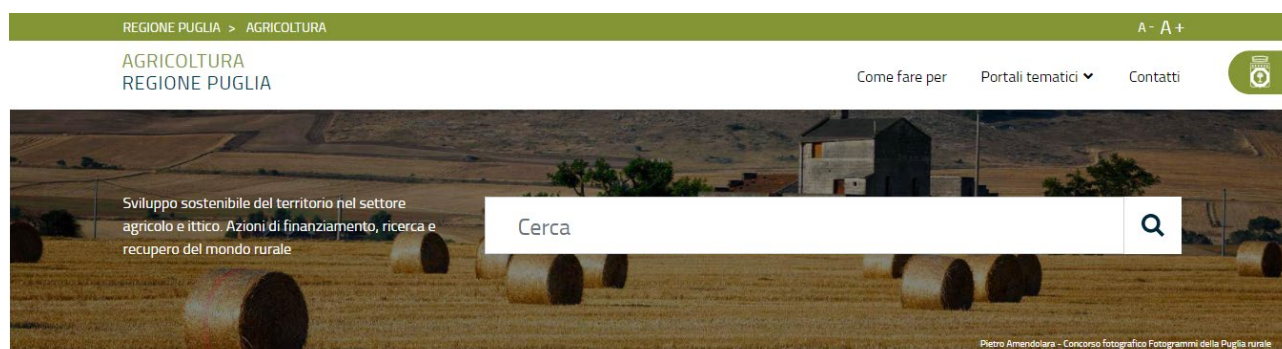 REGIONE PUGLIA > AGRICOLTURA
A- A+
AGRICOLTURA
REGIONE PUGLIA
Come fare per Portali tematici Contatti
Sviluppo sostenibile del territorio nel settore
agricolo e ittico. Azioni di finanziamento, ricerca e
recupero del mondo rurale
Cerca
Pietro Amendolara - Concorso fotografico Fotogrammi della Puglia rurale